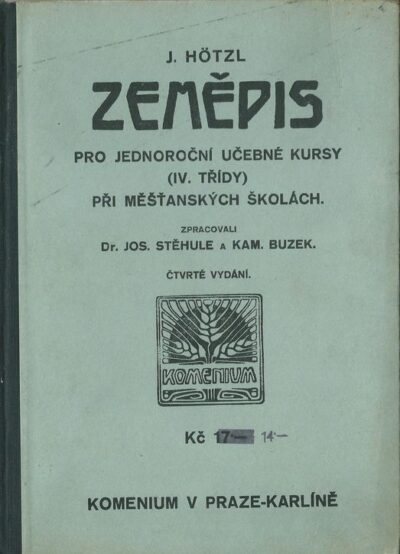 J. HÖTZL
ZEMĚPIS
PRO JEDNOROČNÍ UČEBNÉ KURSY
(IV. TŘÍDY)
PŘI MĚŠŤANSKÝCH ŠKOLÁCH.
ZPRACOVALI
Dr. JOS. STĚHULE A KAM. BUZEK.
ČTVRTÉ VYDÁNÍ.
KOMENIUM
Kč 17·— 14·—
KOMENIUM V PRAZE-KARLÍNĚ